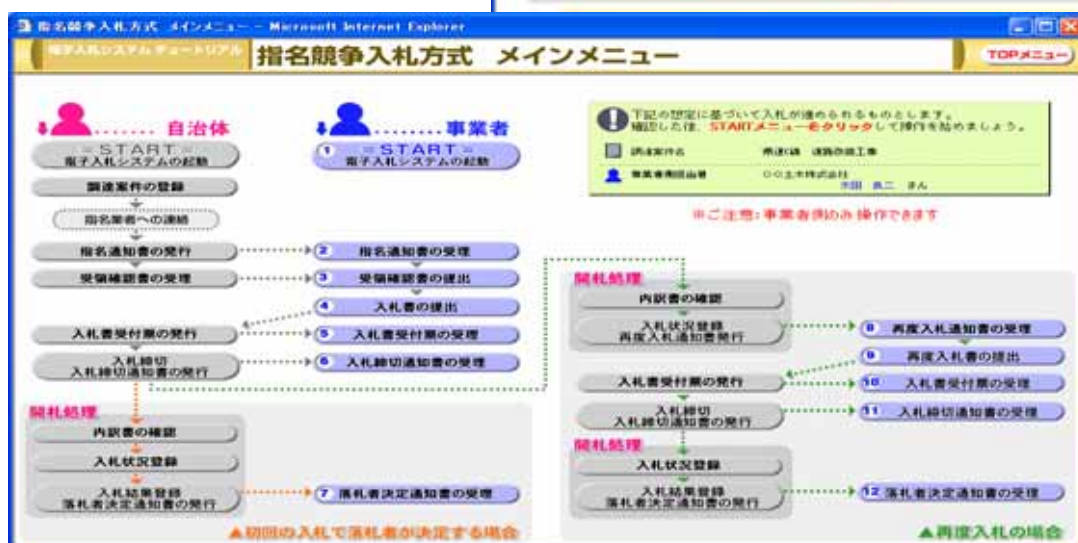 指名競争入札方式 メインメニュー - Microsoft Internet Explorer
電子入札システム チュートリアル
指名競争入札方式 メインメニュー
TOPメニュー
自治体
事業者
=START=
電子入札システムの起動
1
=START=
電子入札システムの起動
下記の想定に基づいて入札が進められるものとします。
確認した後、STARTメニューをクリックして操作を始めましょう。
調達案件名
道路改良工事
事業者側担当者
〇〇土木株式会社
さん
※ご注意:事業者側のみ操作できます
調達案件の登録
指名業者への連絡
指名通知書の発行
2 指名通知書の受理
受領確認書の受理
3 受領確認書の提出
4 入札書の提出
入札書受付票の発行
5 入札書受付票の受理
入札締切
入札締切通知書の発行
6 入札締切通知書の受理
開札処理
内訳書の確認
入札状況登録
入札結果登録
落札者決定通知書の発行
7 落札者決定通知書の受理
▲初回の入札で落札者が決定する場合
開札処理
内訳書の確認
入札状況登録
再度入札通知書発行
8 再度入札通知書の受理
9 再度入札書の提出
入札書受付票の発行
10 入札書受付票の受理
入札締切
入札締切通知書の発行
11 入札締切通知書の受理
開札処理
入札状況登録
入札結果登録
落札者決定通知書の発行
12 落札者決定通知書の受理
▲再度入札の場合